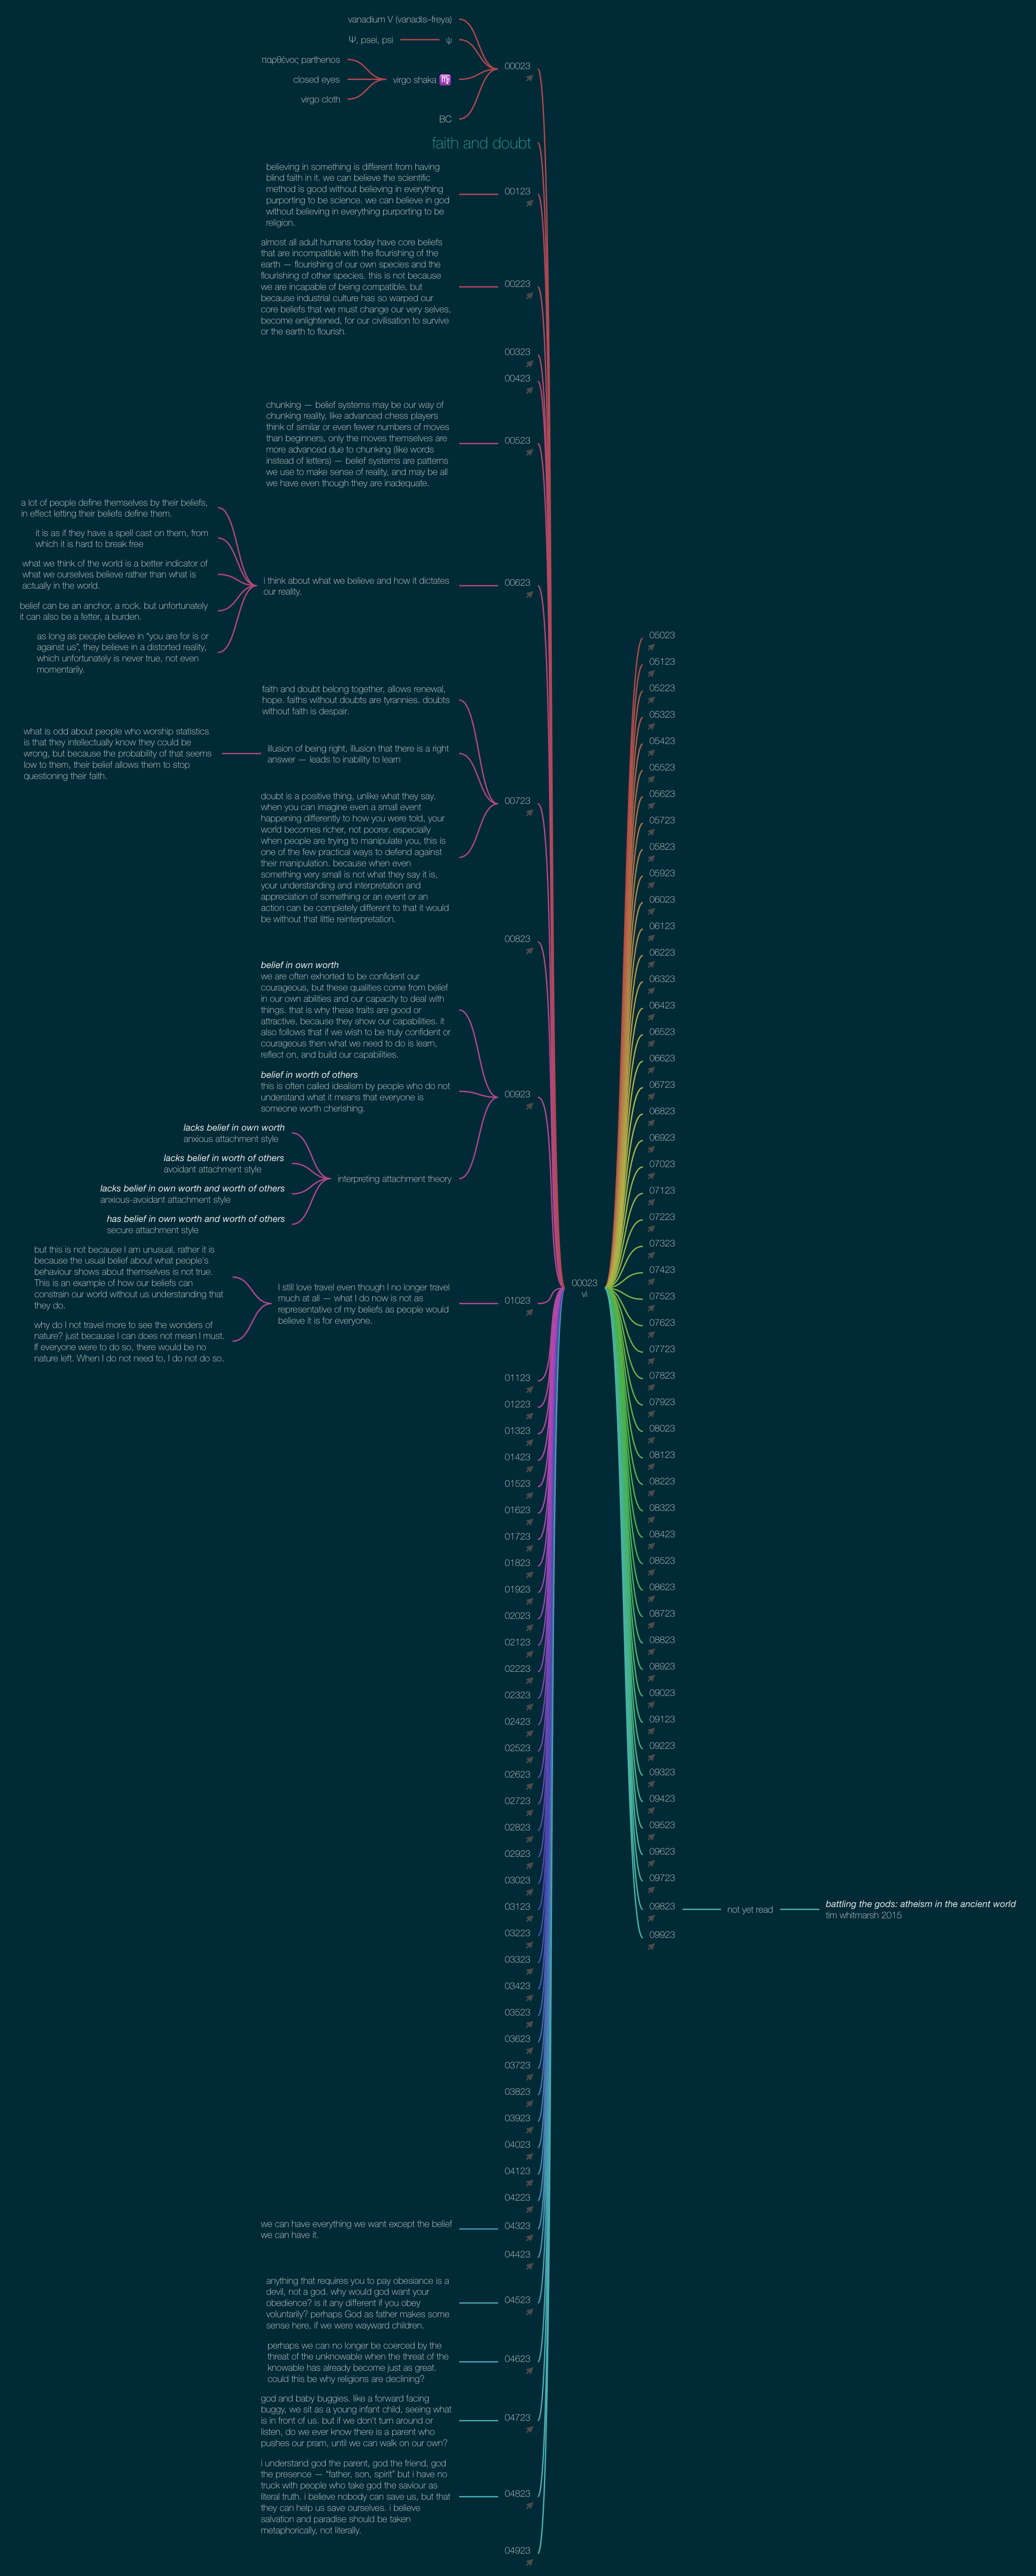 vanadium V (vanadis–freya)
Ψ, psei, psi
ψ
παρθένος parthenos
closed eyes
virgo cloth
virgo shaka ♍
BC
00023
faith and doubt
believing in something is different from having
blind faith in it. we can believe the scientific
method is good without believing in everything
purporting to be science. we can believe in god
without believing in everything purporting to be
religion.
00123
almost all adult humans today have core beliefs
that are incompatible with the flourishing of the
earth — flourishing of our own species and the
flourishing of other species. this is not because
we are incapable of being compatible, but
because industrial culture has so warped our
core beliefs that we must change our very selves,
become enlightened, for our civilisation to survive
or the earth to flourish.
00223
00323
00423
chunking — belief systems may be our way of
chunking reality, like advanced chess players
think of similar or even fewer numbers of moves
than beginners, only the moves themselves are
more advanced due to chunking (like words
instead of letters) — belief systems are patterns
we use to make sense of reality, and may be all
we have even though they are inadequate.
00523
a lot of people define themselves by their beliefs,
in effect letting their beliefs define them.
it is as if they have a spell cast on them, from
which it is hard to break free
what we think of the world is a better indicator of
what we ourselves believe rather than what is
actually in the world.
belief can be an anchor, a rock. but unfortunately
it can also be a fetter, a burden.
as long as people believe in “you are for is or
against us”, they believe in a distorted reality,
which unfortunately is never true, not even
momentarily.
i think about what we believe and how it dictates
our reality.
00623
faith and doubt belong together, allows renewal,
hope. faiths without doubts are tyrannies. doubts
without faith is despair.
what is odd about people who worship statistics
is that they intellectually know they could be
wrong, but because the probability of that seems
low to them, their belief allows them to stop
questioning their faith.
illusion of being right, illusion that there is a right
answer — leads to inability to learn
doubt is a positive thing, unlike what they say.
when you can imagine even a small event
happening differently to how you were told, your
world becomes richer, not poorer. especially
when people are trying to manipulate you, this is
one of the few practical ways to defend against
their manipulation. because when even
something very small is not what they say it is,
your understanding and interpretation and
appreciation of something or an event or an
action can be completely different to that it would
be without that little reinterpretation.
00723
00823
belief in own worth
we are often exhorted to be confident our
courageous, but these qualities come from belief
in our own abilities and our capacity to deal with
things. that is why these traits are good or
attractive, because they show our capabilities. it
also follows that if we wish to be truly confident or
courageous then what we need to do is learn,
reflect on, and build our capabilities.
belief in worth of others
this is often called idealism by people who do not
understand what it means that everyone is
someone worth cherishing.
00923
lacks belief in own worth
anxious attachment style
lacks belief in worth of others
avoidant attachment style
lacks belief in own worth and worth of others
anxious-avoidant attachment style
has belief in own worth and worth of others
secure attachment style
interpreting attachment theory
but this is not because I am unusual, rather it is
because the usual belief about what people's
behaviour shows about themselves is not true.
This is an example of how our beliefs can
constrain our world without us understanding that
they do.
why do I not travel more to see the wonders of
nature? just because I can does not mean I must.
If everyone were to do so, there would be no
nature left. When I do not need to, I do not do so.
I still love travel even though I no longer travel
much at all — what I do now is not as
representative of my beliefs as people would
believe it is for everyone.
01023
01123
01223
01323
01423
01523
01623
01723
01823
01923
02023
02123
02223
02323
02423
02523
02623
02723
02823
02923
03023
03123
03223
03323
03423
03523
03623
03723
03823
03923
04023
04123
04223
we can have everything we want except the belief
we can have it.
04323
04423
anything that requires you to pay obesiance is a
devil, not a god. why would god want your
obedience? is it any different if you obey
voluntarily? perhaps God as father makes some
sense here, if we were wayward children.
04523
perhaps we can no longer be coerced by the
threat of the unknowable when the threat of the
knowable has already become just as great.
could this be why religions are declining?
04623
god and baby buggies. like a forward facing
buggy, we sit as a young infant child, seeing what
is in front of us. but if we don't turn around or
listen, do we ever know there is a parent who
pushes our pram, until we can walk on our own?
04723
i understand god the parent, god the friend, god
the presence — “father, son, spirit” but i have no
truck with people who take god the saviour as
literal truth. i believe nobody can save us, but that
they can help us save ourselves. i believe
salvation and paradise should be taken
metaphorically, not literally.
04823
04923
00023
vi
05023
05123
05223
05323
05423
05523
05623
05723
05823
05923
06023
06123
06223
06323
06423
06523
06623
06723
06823
06923
07023
07123
07223
07323
07423
07523
07623
07723
07823
07923
08023
08123
08223
08323
08423
08523
08623
08723
08823
08923
09023
09123
09223
09323
09423
09523
09623
09723
09823
not yet read
battling the gods: atheism in the ancient world
tim whitmarsh 2015
09923